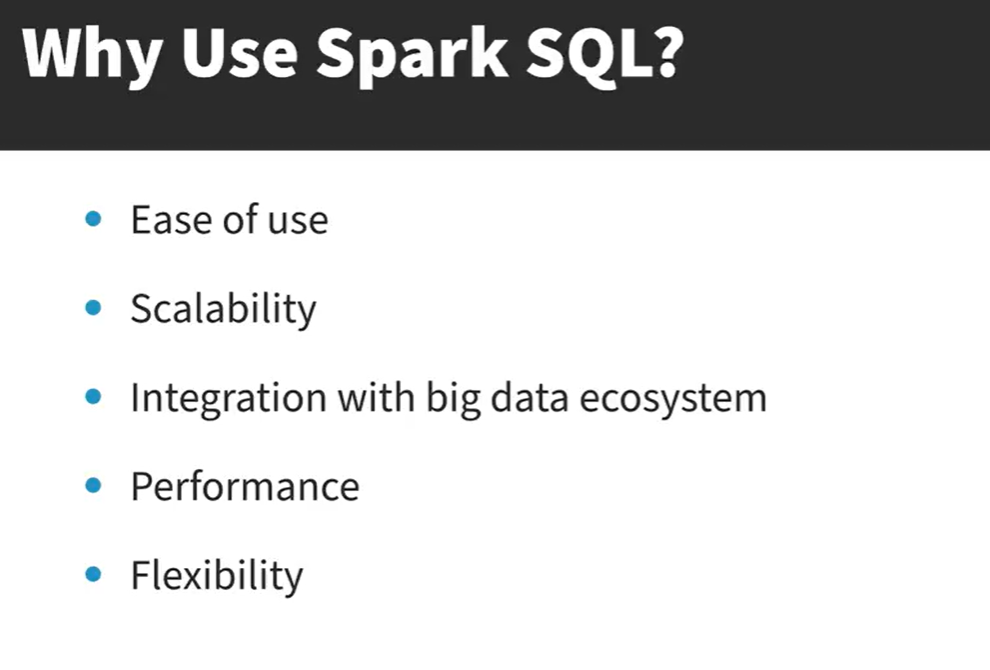 Why Use Spark SQL?
Ease of use
Scalability
Integration with big data ecosystem
Performance
Flexibility